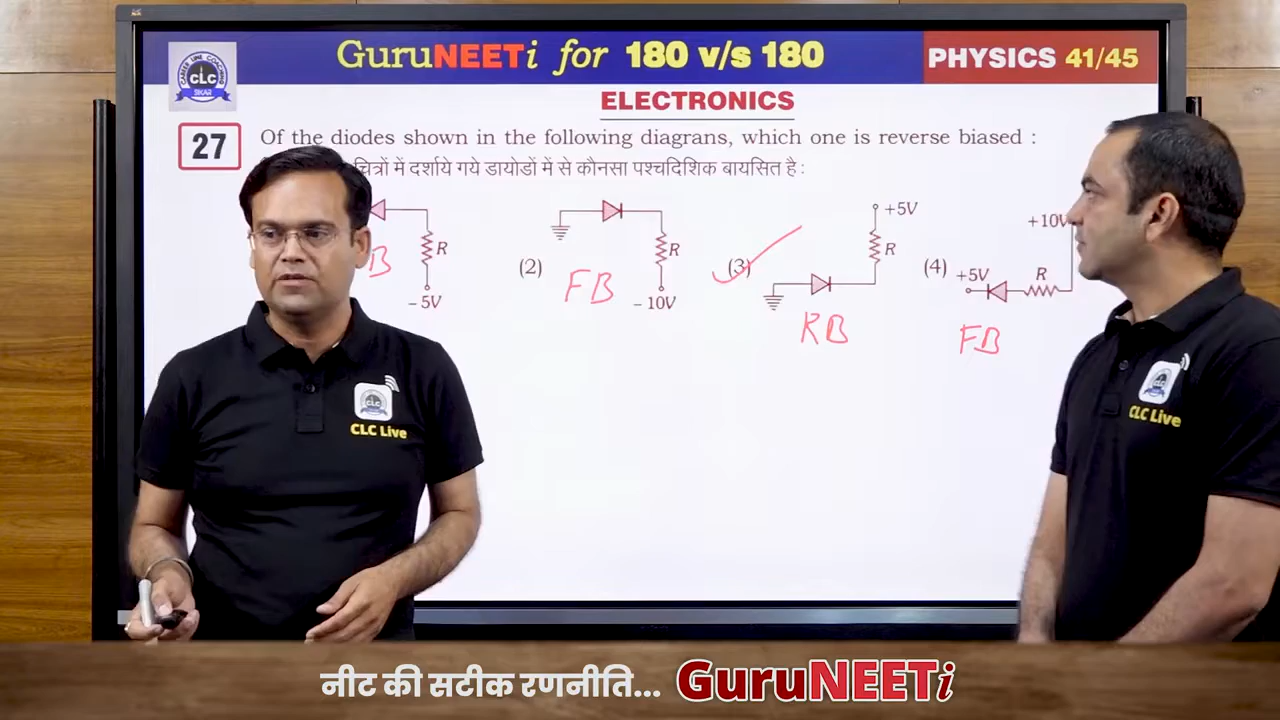 GuruNEETi for 180 v/s 180
PHYSICS 41/45
CLC
SIKAR
ELECTRONICS
27
Of the diodes shown in the following diagrans, which one is reverse biased :
चित्रों में दर्शाये गये डायोडों में से कौनसा पश्चदिशिक बायसित है :
R
B
– 5V
(2)
R
FB
– 10V
(3)
+5V
R
RB
(4)
+10V
+5V
R
FB
CLC Live
CLC Live
नीट की सटीक रणनीति... GuruNEETi